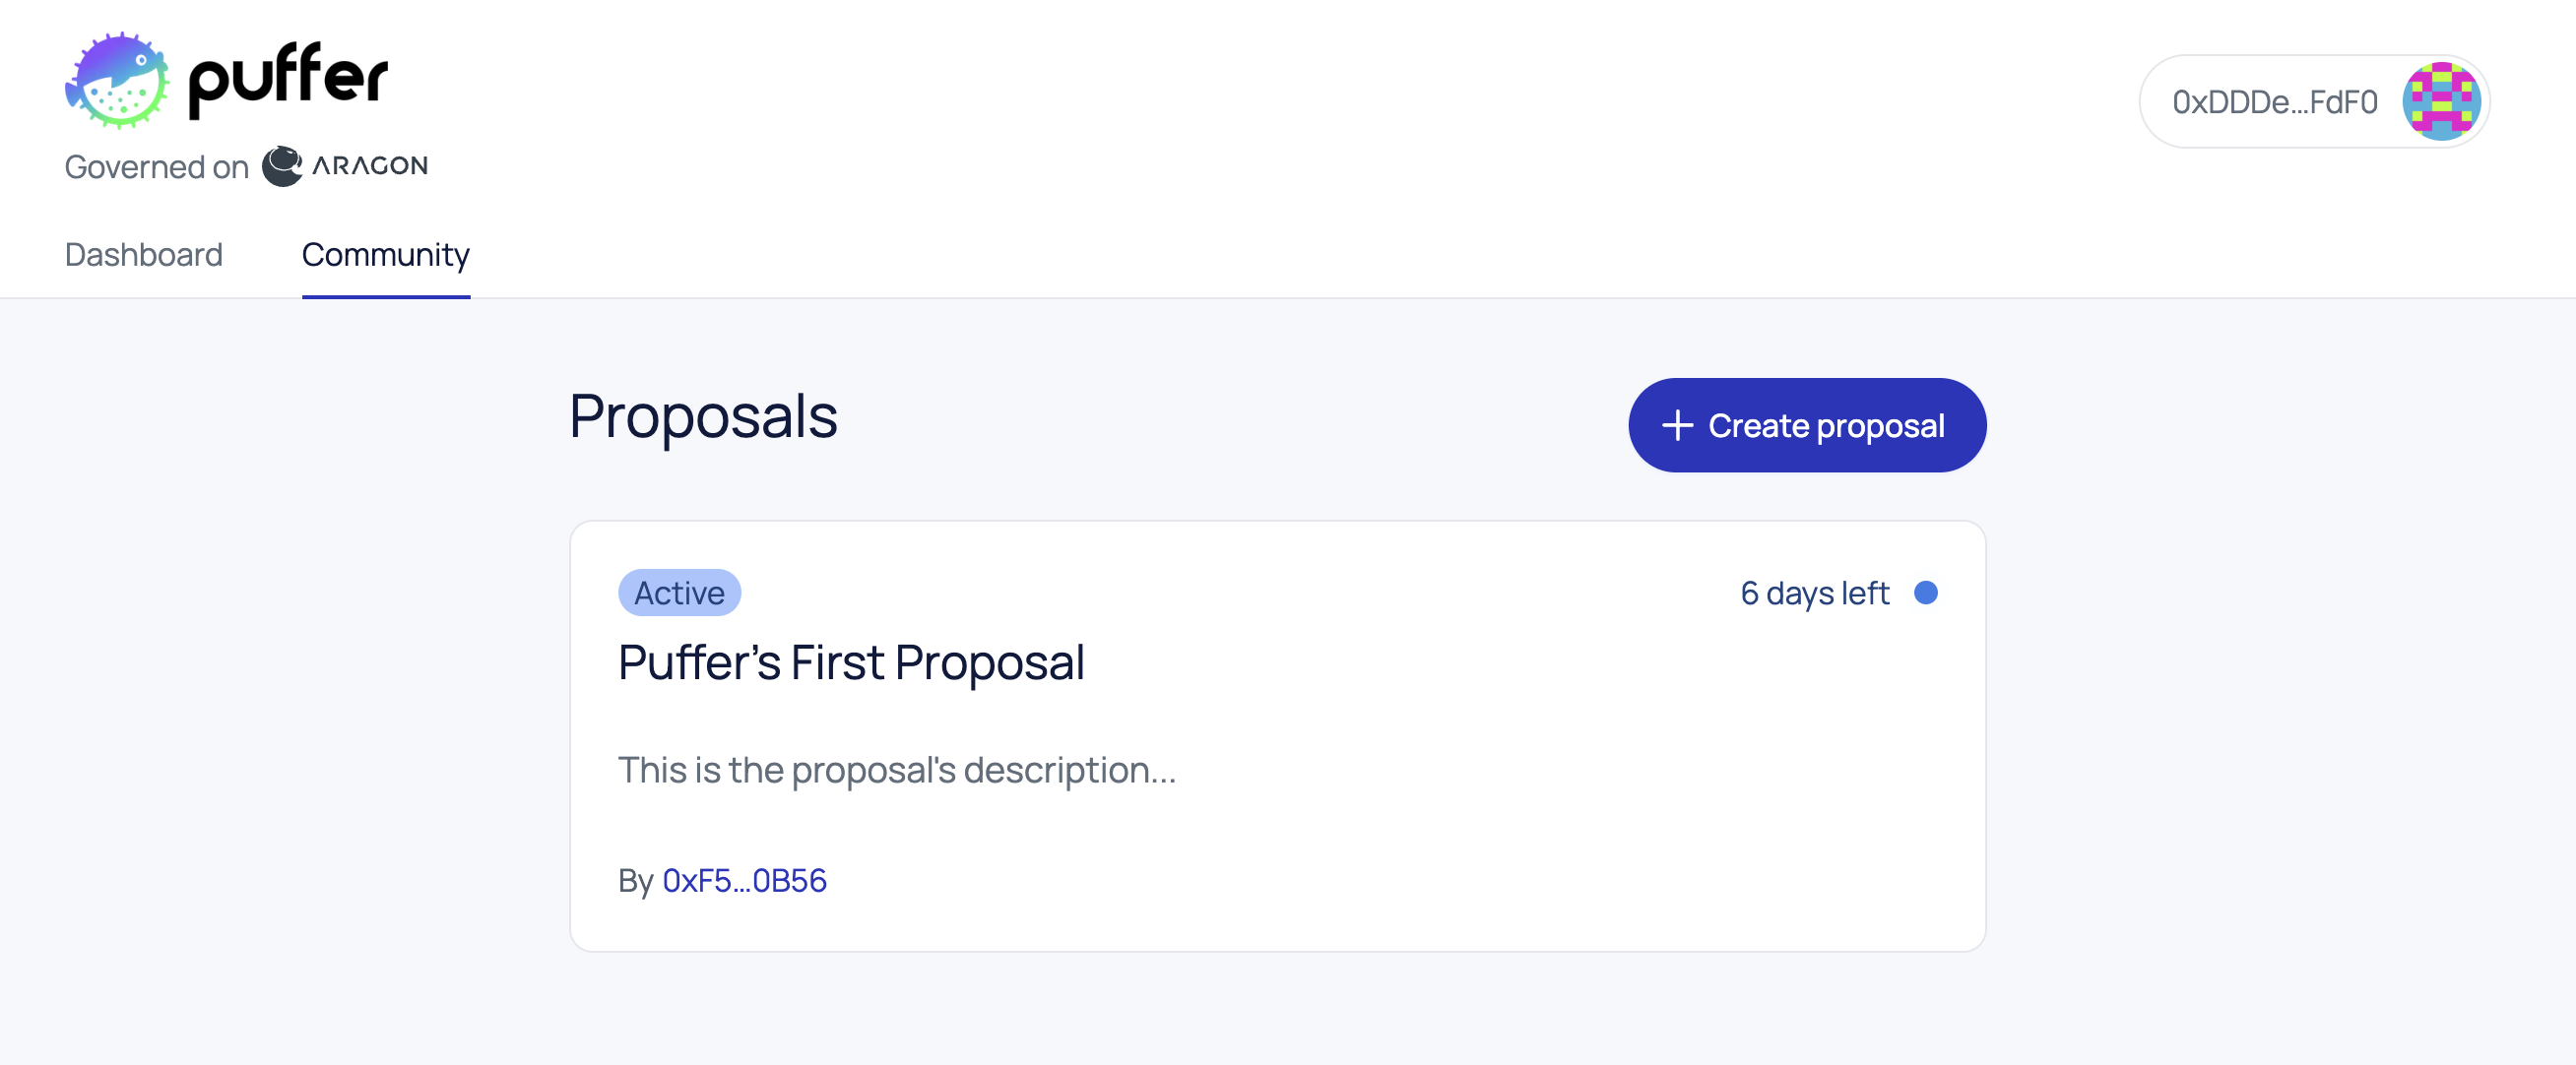 puffer
0xDDDe...FdF0
Governed on ARAGON
Dashboard Community
Proposals
Create proposal
Active
6 days left
Puffer's First Proposal
This is the proposal's description...
By 0xF5...0B56